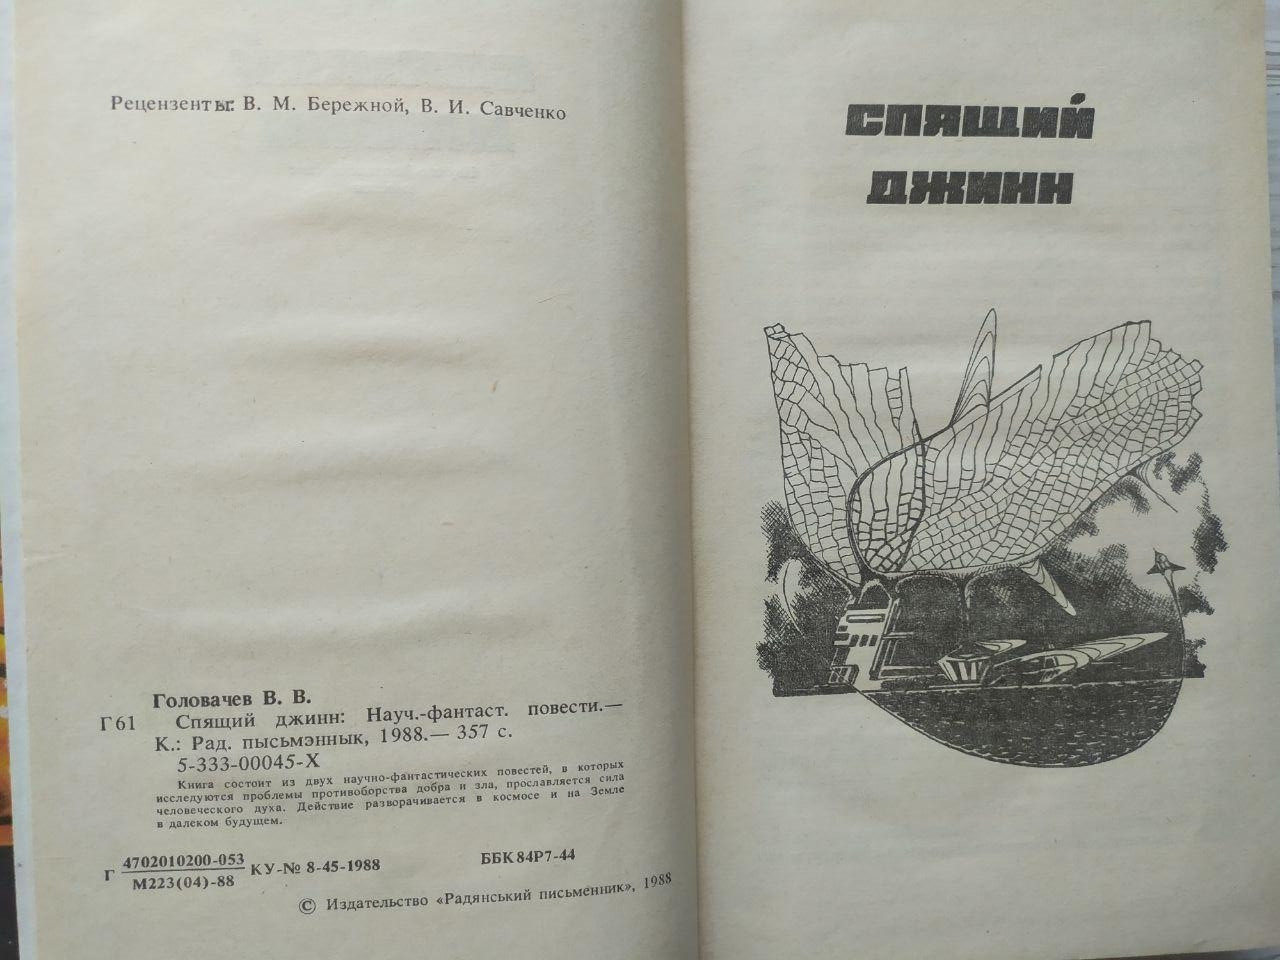 Рецензенты: В. М. Бережной, В. И. Савченко
Головачев В. В.
Г61 Спящий джинн: Науч.-фантаст. повести.—
К.: Рад. пысьмэннык, 1988.— 357 с.
5-333-00045-X
Книга состоит из двух научно-фантастических повестей, в которых
исследуются проблемы противоборства добра и зла, прославляется сила
человеческого духа. Действие разворачивается в космосе и на Земле
в далеком будущем.
Г 4702010200-053 КУ-№ 8-45-1988 ББК84Р7-44
М223(04)-88
© Издательство «Радянський письменник», 1988
СПЯЩИЙ
ДЖИНН